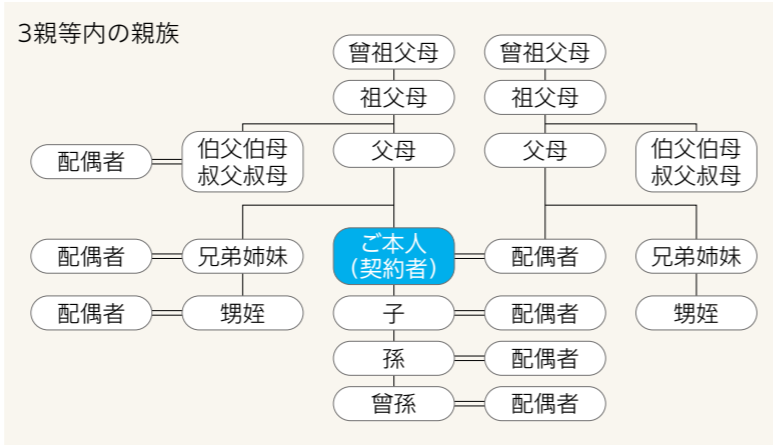 3親等内の親族
曾祖父母
曾祖父母
祖父母
祖父母
配偶者
伯父伯母
叔父叔母
父母
父母
伯父伯母
叔父叔母
配偶者
兄弟姉妹
ご本人
(契約者)
配偶者
兄弟姉妹
配偶者
甥姪
子
配偶者
甥姪
孫
配偶者
曾孫
配偶者